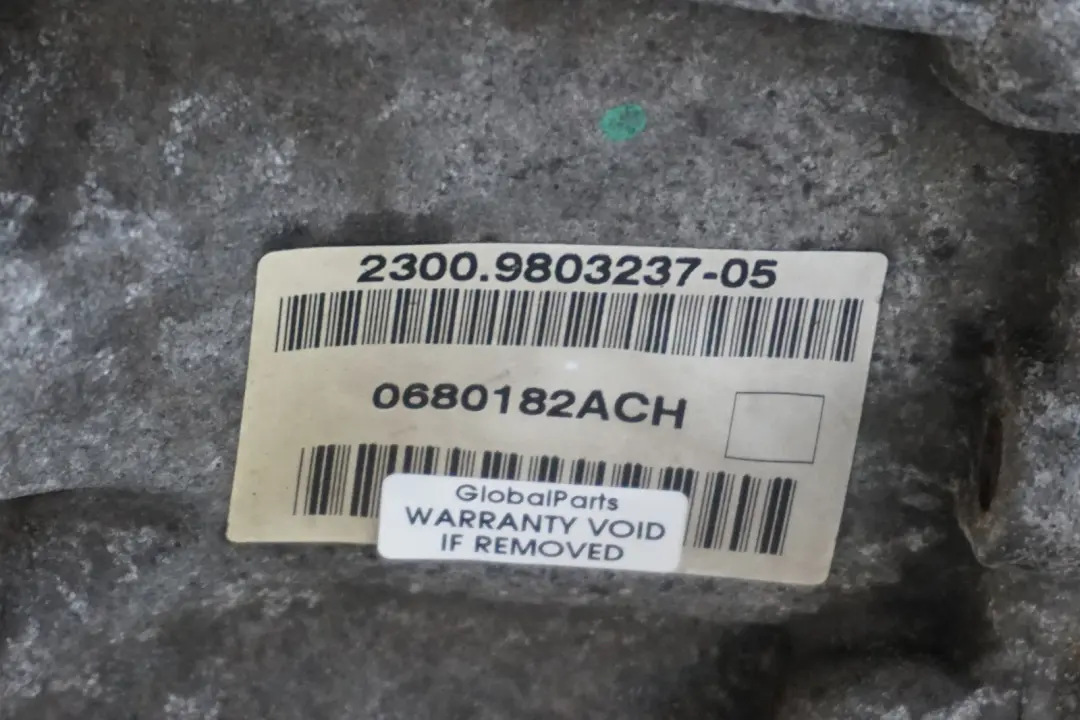 2300.9803237-05
0680182ACH
GlobalParts
WARRANTY VOID
IF REMOVED